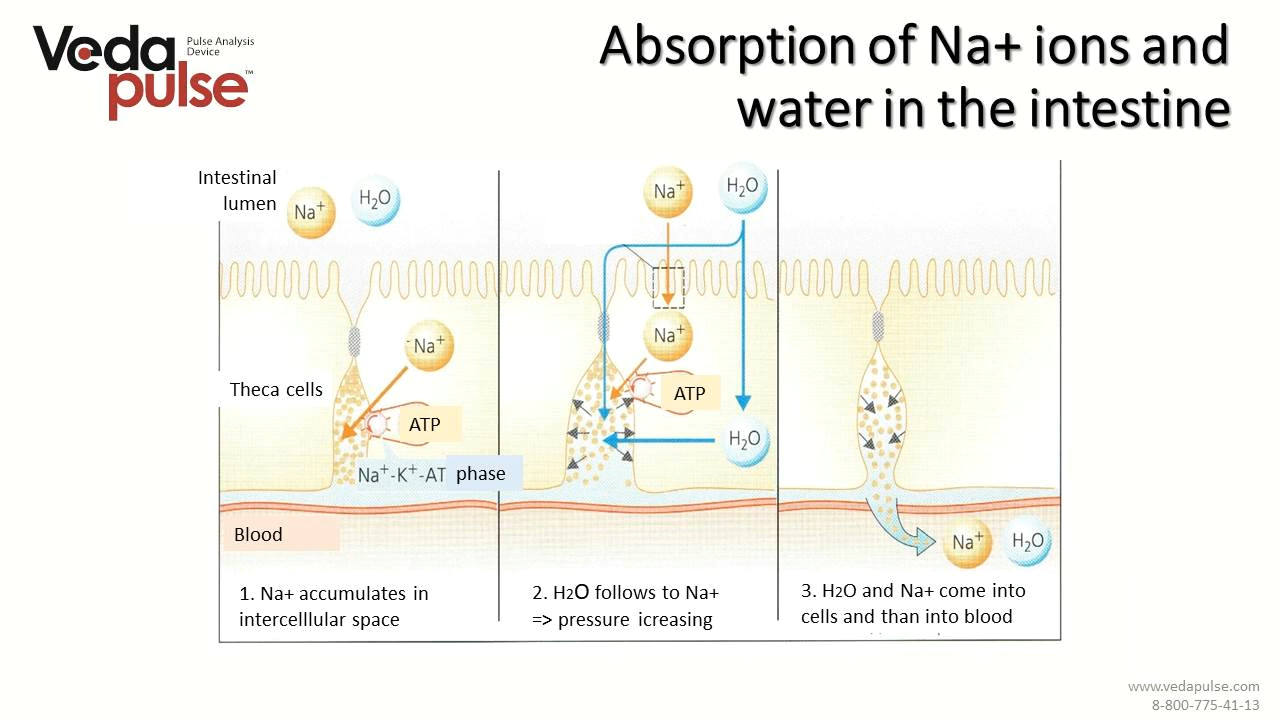 Veda
pulse™
Pulse Analysis
Device
Absorption of Na+ ions and
water in the intestine
Intestinal
lumen
Na⁺
H₂O
Na⁺
H₂O
Na⁺
Na⁺
Theca cells
ATP
ATP
H₂O
Na⁺-K⁺-AT phase
Blood
Na⁺
H₂O
1. Na+ accumulates in
intercelllular space
2. H2O follows to Na+
=> pressure icreasing
3. H2O and Na+ come into
cells and than into blood
www.vedapulse.com
8-800-775-41-13